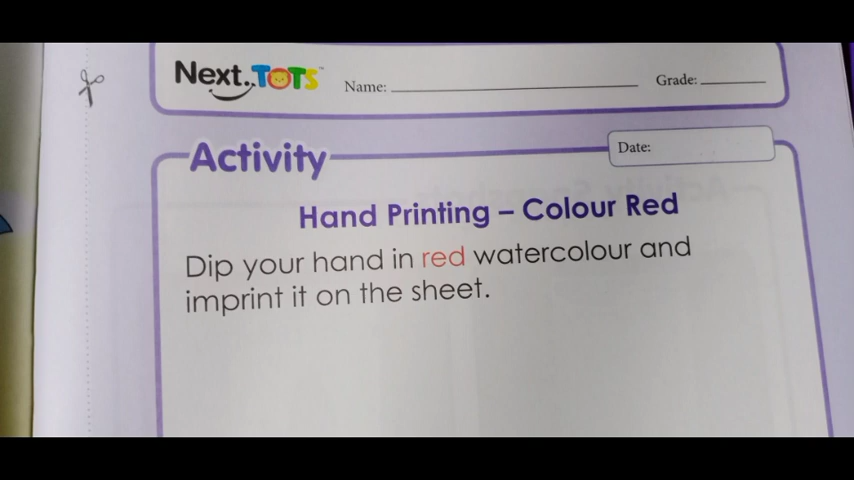 Next..TOTS™
Name: Grade:
Activity
Date:
Hand Printing – Colour Red
Dip your hand in red watercolour and
imprint it on the sheet.